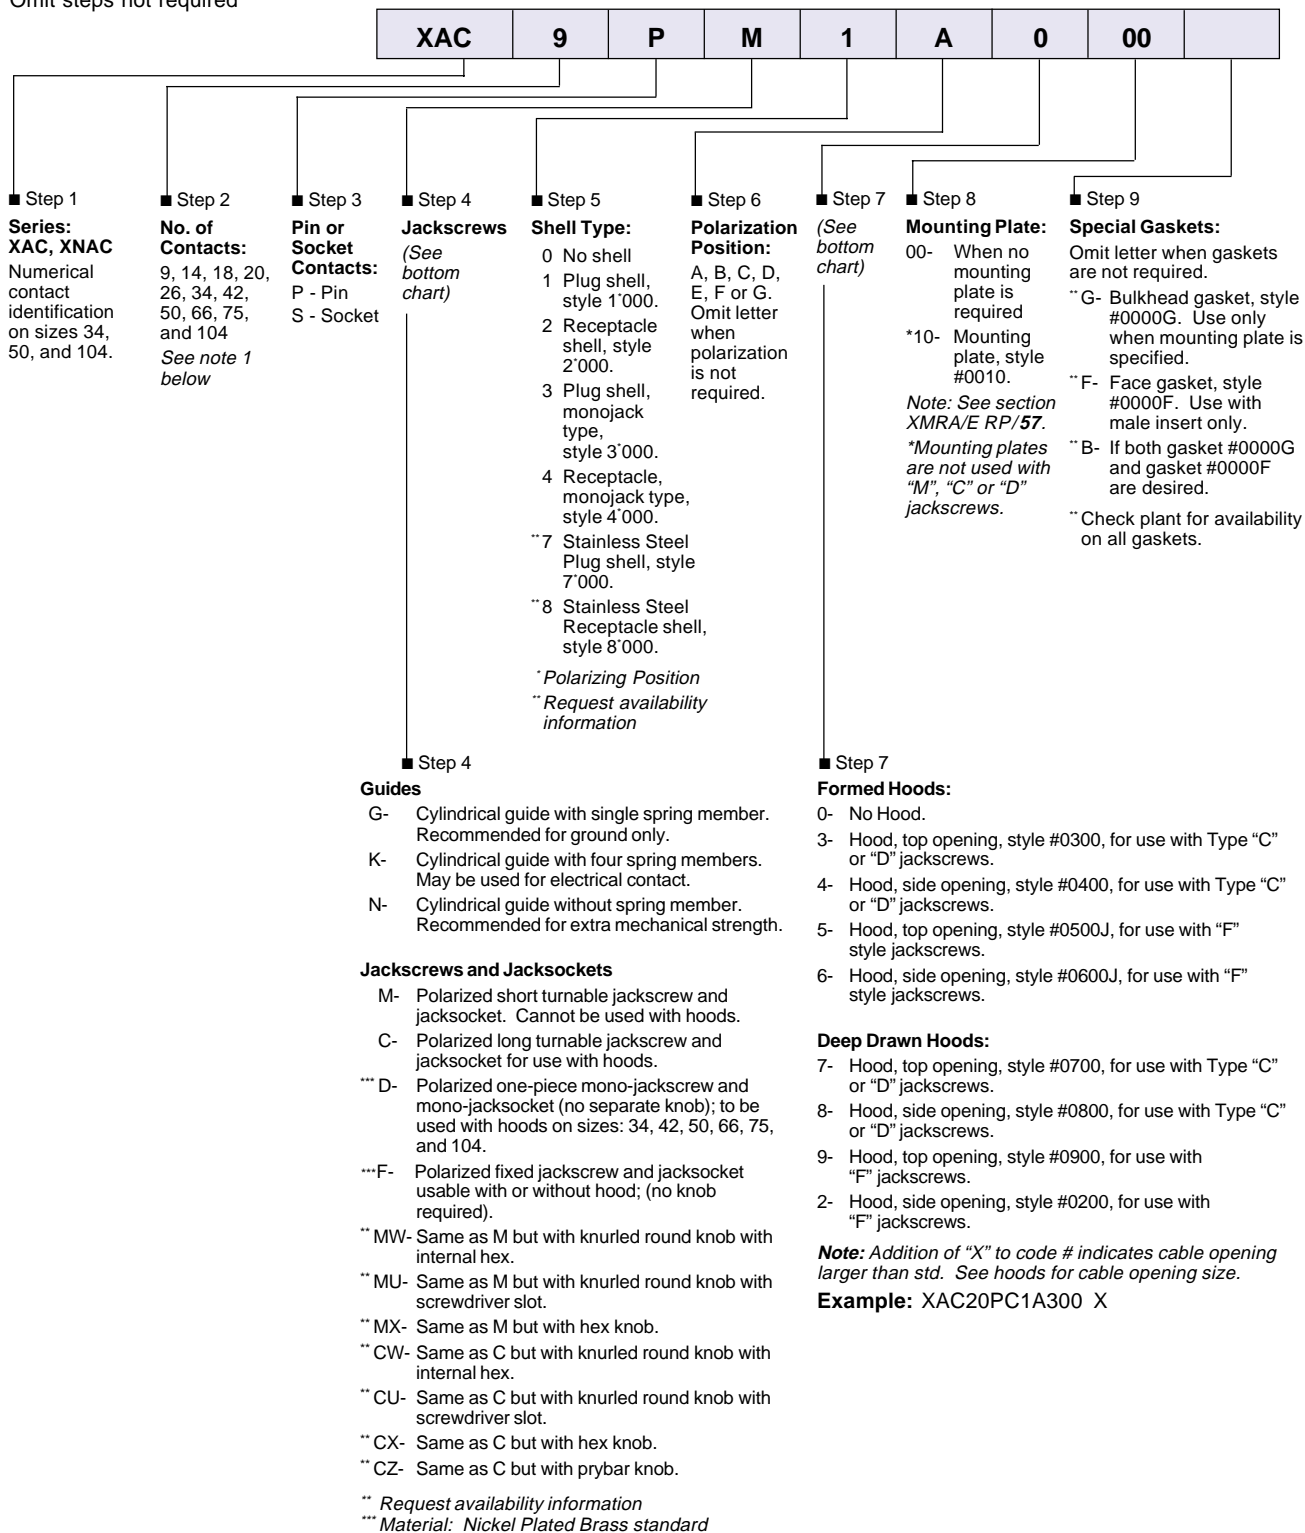 Omit steps not required
XAC 9 P M 1 A 0 00
■ Step 1
Series:
XAC, XNAC
Numerical
contact
identification
on sizes 34,
50, and 104.
■ Step 2
No. of
Contacts:
9, 14, 18, 20,
26, 34, 42,
50, 66, 75,
and 104
See note 1
below
■ Step 3
Pin or
Socket
Contacts:
P - Pin
S - Socket
■ Step 4
Jackscrews
(See
bottom
chart)
■ Step 5
Shell Type:
0 No shell
1 Plug shell,
style 1*000.
2 Receptacle
shell, style
2*000.
3 Plug shell,
monojack
type,
style 3*000.
4 Receptacle,
monojack type,
style 4*000.
**7 Stainless Steel
Plug shell, style
7*000.
**8 Stainless Steel
Receptacle shell,
style 8*000.
* Polarizing Position
** Request availability
information
■ Step 6
Polarization
Position:
A, B, C, D,
E, F or G.
Omit letter
when
polarization
is not
required.
■ Step 7
(See
bottom
chart)
■ Step 8
Mounting Plate:
00- When no
mounting
plate is
required
*10- Mounting
plate, style
#0010.
Note: See section
XMRA/E RP/57.
*Mounting plates
are not used with
“M”, “C” or “D”
jackscrews.
■ Step 9
Special Gaskets:
Omit letter when gaskets
are not required.
**G- Bulkhead gasket, style
#0000G. Use only
when mounting plate is
specified.
**F- Face gasket, style
#0000F. Use with
male insert only.
**B- If both gasket #0000G
and gasket #0000F
are desired.
** Check plant for availability
on all gaskets.
■ Step 4
Guides
G- Cylindrical guide with single spring member.
Recommended for ground only.
K- Cylindrical guide with four spring members.
May be used for electrical contact.
N- Cylindrical guide without spring member.
Recommended for extra mechanical strength.
Jackscrews and Jacksockets
M- Polarized short turnable jackscrew and
jacksocket. Cannot be used with hoods.
C- Polarized long turnable jackscrew and
jacksocket for use with hoods.
*** D- Polarized one-piece mono-jackscrew and
mono-jacksocket (no separate knob); to be
used with hoods on sizes: 34, 42, 50, 66, 75,
and 104.
***F- Polarized fixed jackscrew and jacksocket
usable with or without hood; (no knob
required).
** MW- Same as M but with knurled round knob with
internal hex.
** MU- Same as M but with knurled round knob with
screwdriver slot.
** MX- Same as M but with hex knob.
** CW- Same as C but with knurled round knob with
internal hex.
** CU- Same as C but with knurled round knob with
screwdriver slot.
** CX- Same as C but with hex knob.
** CZ- Same as C but with prybar knob.
** Request availability information
*** Material: Nickel Plated Brass standard
■ Step 7
Formed Hoods:
0- No Hood.
3- Hood, top opening, style #0300, for use with Type “C”
or “D” jackscrews.
4- Hood, side opening, style #0400, for use with Type “C”
or “D” jackscrews.
5- Hood, top opening, style #0500J, for use with “F”
style jackscrews.
6- Hood, side opening, style #0600J, for use with “F”
style jackscrews.
Deep Drawn Hoods:
7- Hood, top opening, style #0700, for use with Type “C”
or “D” jackscrews.
8- Hood, side opening, style #0800, for use with Type “C”
or “D” jackscrews.
9- Hood, top opening, style #0900, for use with
“F” jackscrews.
2- Hood, side opening, style #0200, for use with
“F” jackscrews.
Note: Addition of “X” to code # indicates cable opening
larger than std. See hoods for cable opening size.
Example: XAC20PC1A300 X